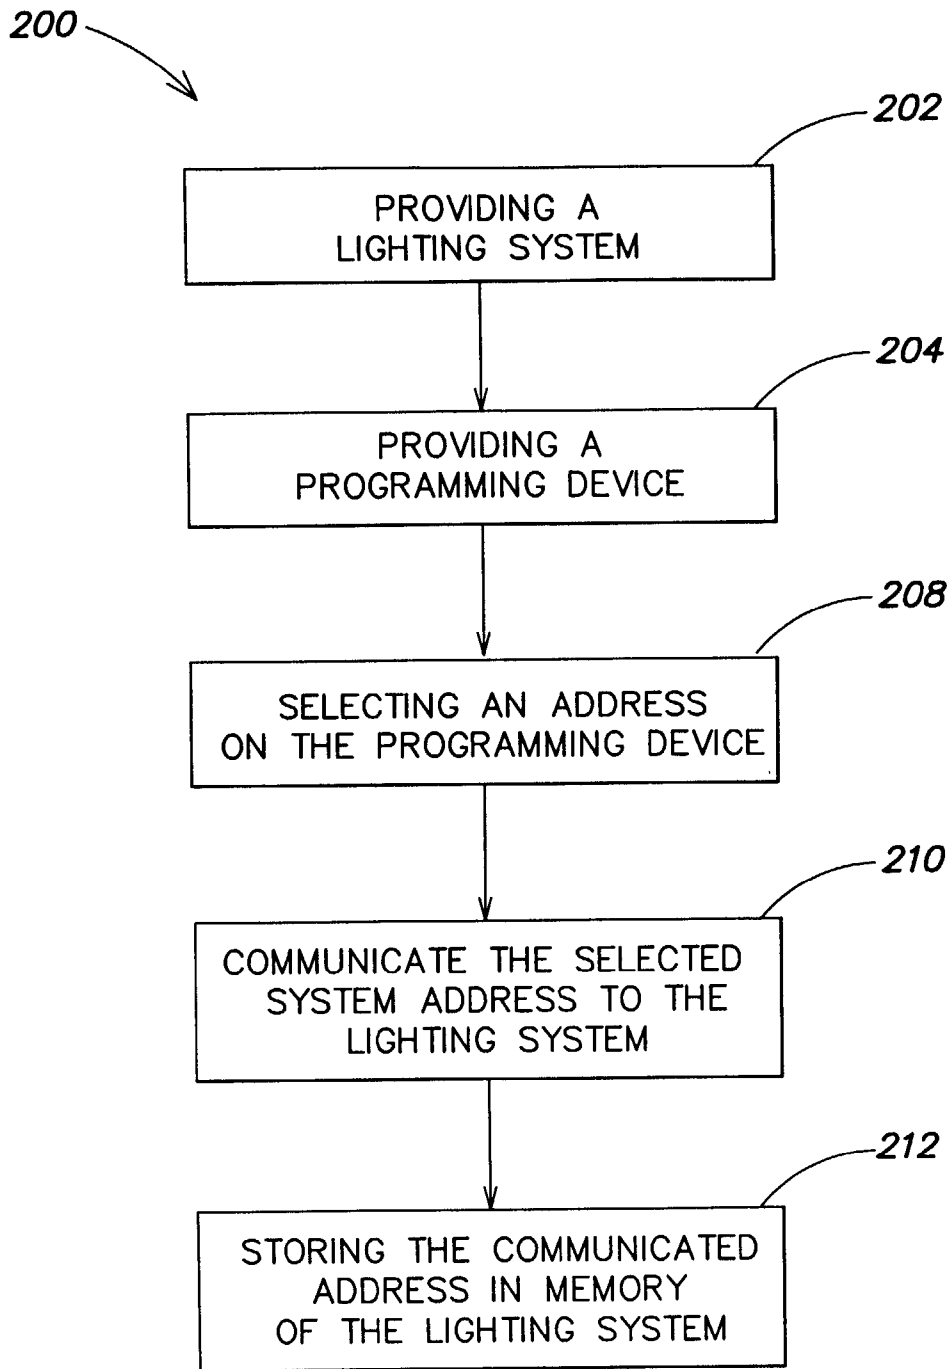 200
202
PROVIDING A
LIGHTING SYSTEM
204
PROVIDING A
PROGRAMMING DEVICE
208
SELECTING AN ADDRESS
ON THE PROGRAMMING DEVICE
210
COMMUNICATE THE SELECTED
SYSTEM ADDRESS TO THE
LIGHTING SYSTEM
212
STORING THE COMMUNICATED
ADDRESS IN MEMORY
OF THE LIGHTING SYSTEM